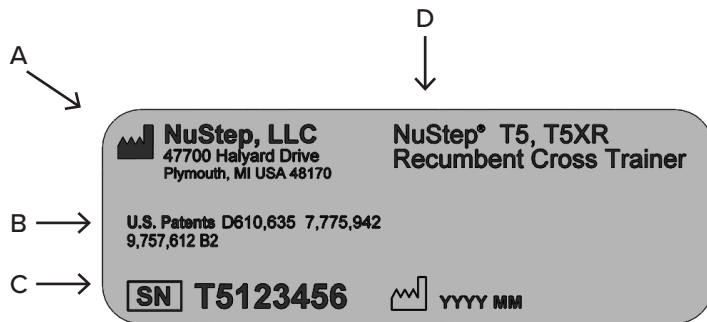 D
A
NuStep, LLC
47700 Halyard Drive
Plymouth, MI USA 48170
NuStep® T5, T5XR
Recumbent Cross Trainer
B
U.S. Patents D610,635 7,775,942
9,757,612 B2
C
SN T5123456
YYYY MM